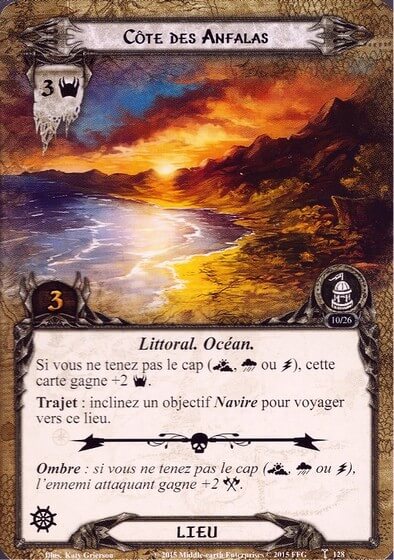 Côte des Anfalas
3
3
10/26
Littoral. Océan.
Si vous ne tenez pas le cap ( , ou ), cette
carte gagne +2 .
Trajet : inclinez un objectif Navire pour voyager
vers ce lieu.
Ombre : si vous ne tenez pas le cap ( , ou ),
l'ennemi attaquant gagne +2 .
Lieu
Illus. Katy Grierson © 2015 Middle-earth Enterprises © 2015 FFG 128